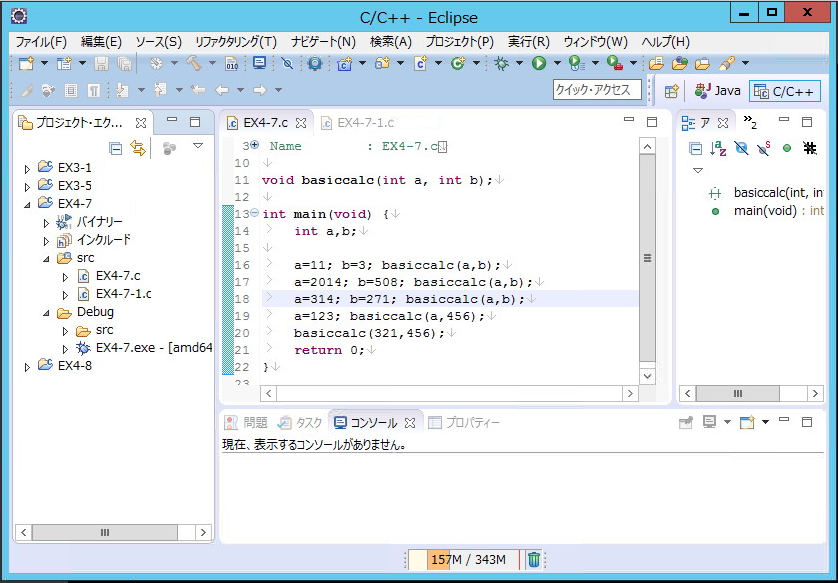 C/C++ - Eclipse
ファイル(F) 編集(E) ソース(S) リファクタリング(T) ナビゲート(N) 検索(A) プロジェクト(P) 実行(R) ウィンドウ(W) ヘルプ(H)
クイック・アクセス Java C/C++
プロジェクト・エク...
EX3-1
EX3-5
EX4-7
バイナリー
インクルード
src
EX4-7.c
EX4-7-1.c
Debug
src
EX4-7.exe - [amd64
EX4-8
EX4-7.c EX4-7-1.c
3 Name : EX4-7.c
10
11 void basiccalc(int a, int b);
12
13 int main(void) {
14 int a,b;
15
16 a=11; b=3; basiccalc(a,b);
17 a=2014; b=508; basiccalc(a,b);
18 a=314; b=271; basiccalc(a,b);
19 a=123; basiccalc(a,456);
20 basiccalc(321,456);
21 return 0;
22 }
23
ア 2
basiccalc(int, in
main(void) : int
問題 タスク コンソール プロパティー
現在、表示するコンソールがありません。
157M / 343M